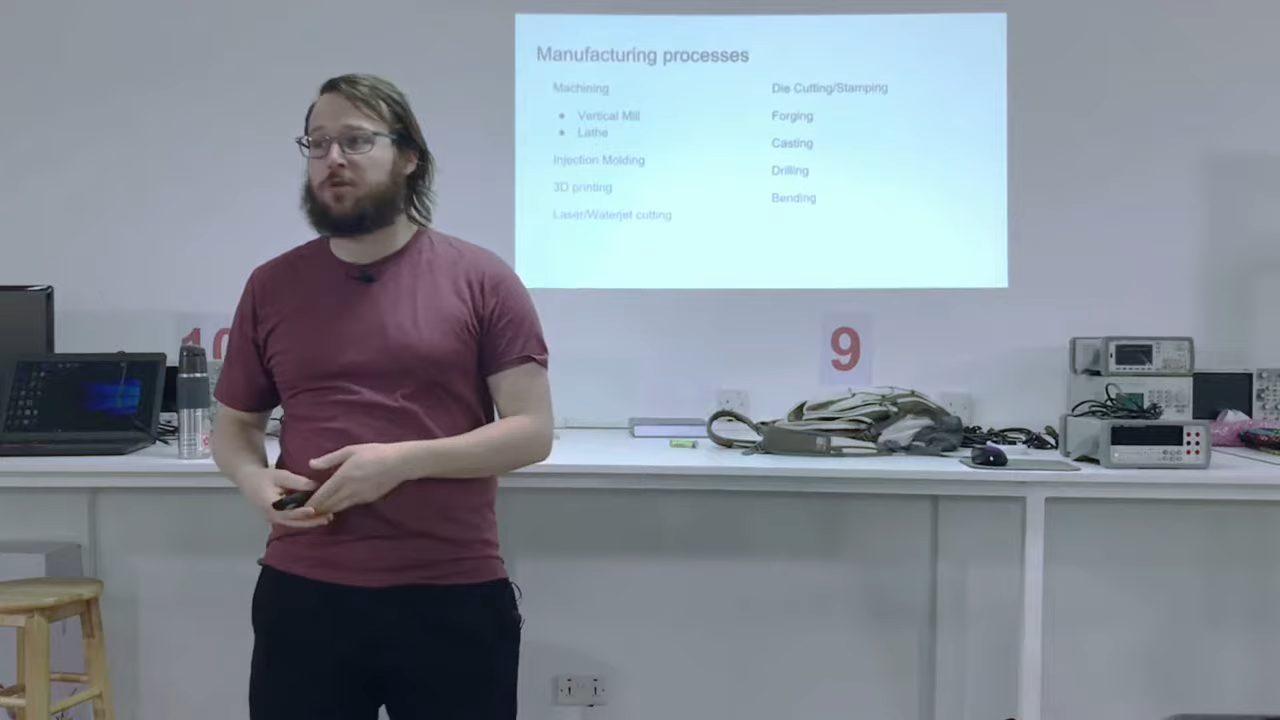 Manufacturing processes
Machining
• Vertical Mill
• Lathe
Injection Molding
3D printing
Laser/Waterjet cutting
Die Cutting/Stamping
Forging
Casting
Drilling
Bending
10
9